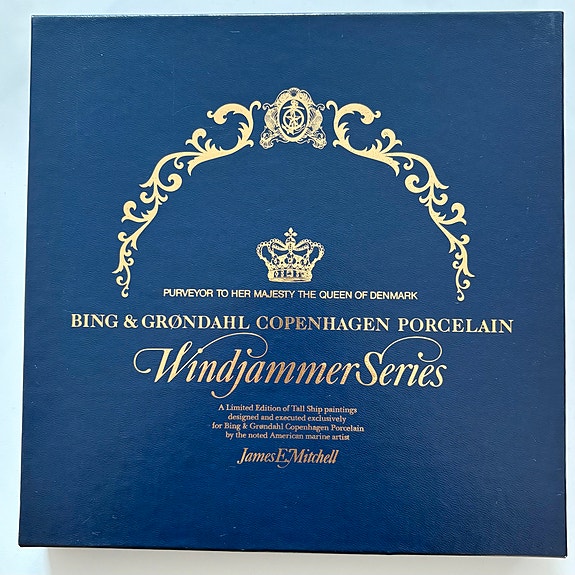 PURVEYOR TO HER MAJESTY THE QUEEN OF DENMARK
BING & GRØNDAHL COPENHAGEN PORCELAIN
Windjammer Series
A Limited Edition of Tall Ship paintings
designed and executed exclusively
for Bing & Grøndahl Copenhagen Porcelain
by the noted American marine artist
James E. Mitchell